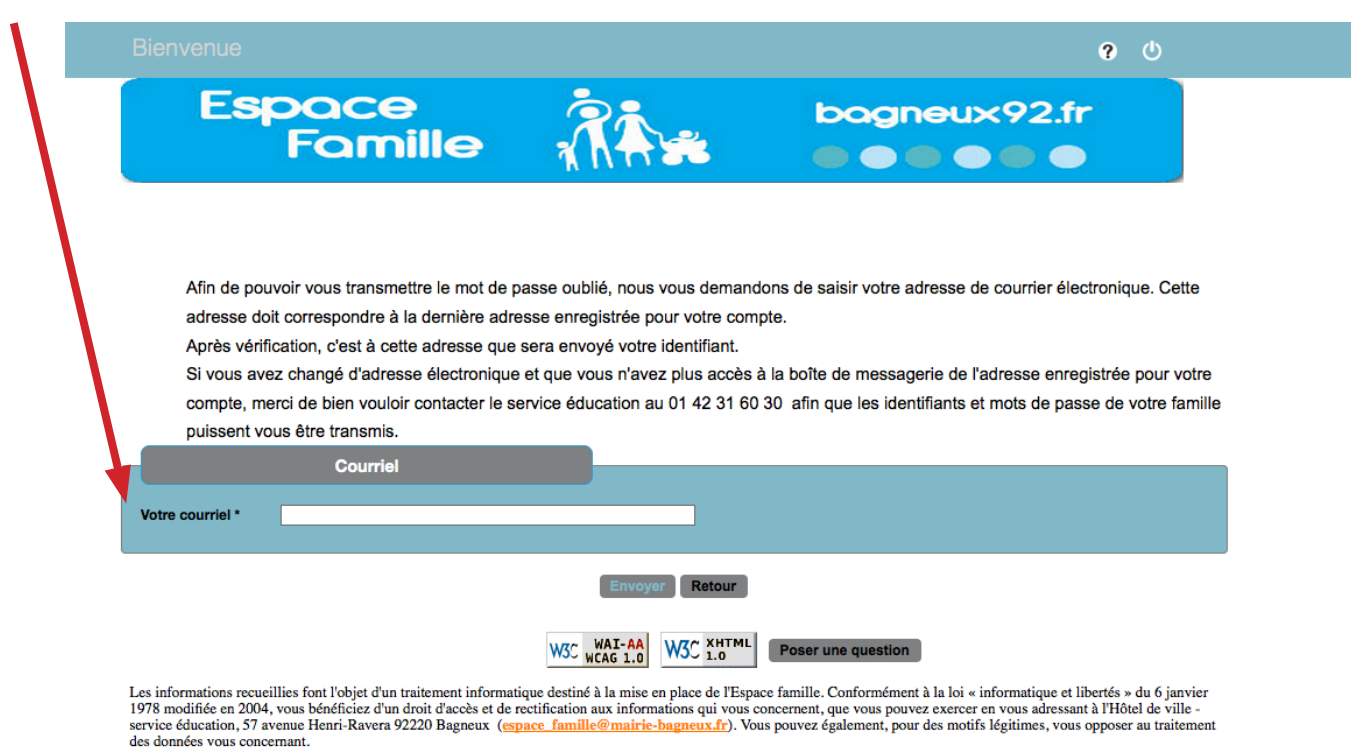 Bienvenue
?
Espace
Famille
bagneux92.fr
Afin de pouvoir vous transmettre le mot de passe oublié, nous vous demandons de saisir votre adresse de courrier électronique. Cette
adresse doit correspondre à la dernière adresse enregistrée pour votre compte.
Après vérification, c'est à cette adresse que sera envoyé votre identifiant.
Si vous avez changé d'adresse électronique et que vous n'avez plus accès à la boîte de messagerie de l'adresse enregistrée pour votre
compte, merci de bien vouloir contacter le service éducation au 01 42 31 60 30  afin que les identifiants et mots de passe de votre famille
puissent vous être transmis.
Courriel
Votre courriel *
Envoyer Retour
W3C WAI-AA WCAG 1.0 W3C XHTML 1.0 Poser une question
Les informations recueillies font l'objet d'un traitement informatique destiné à la mise en place de l'Espace famille. Conformément à la loi « informatique et libertés » du 6 janvier
1978 modifiée en 2004, vous bénéficiez d'un droit d'accès et de rectification aux informations qui vous concernent, que vous pouvez exercer en vous adressant à l'Hôtel de ville -
service éducation, 57 avenue Henri-Ravera 92220 Bagneux  (espace_famille@mairie-bagneux.fr). Vous pouvez également, pour des motifs légitimes, vous opposer au traitement
des données vous concernant.